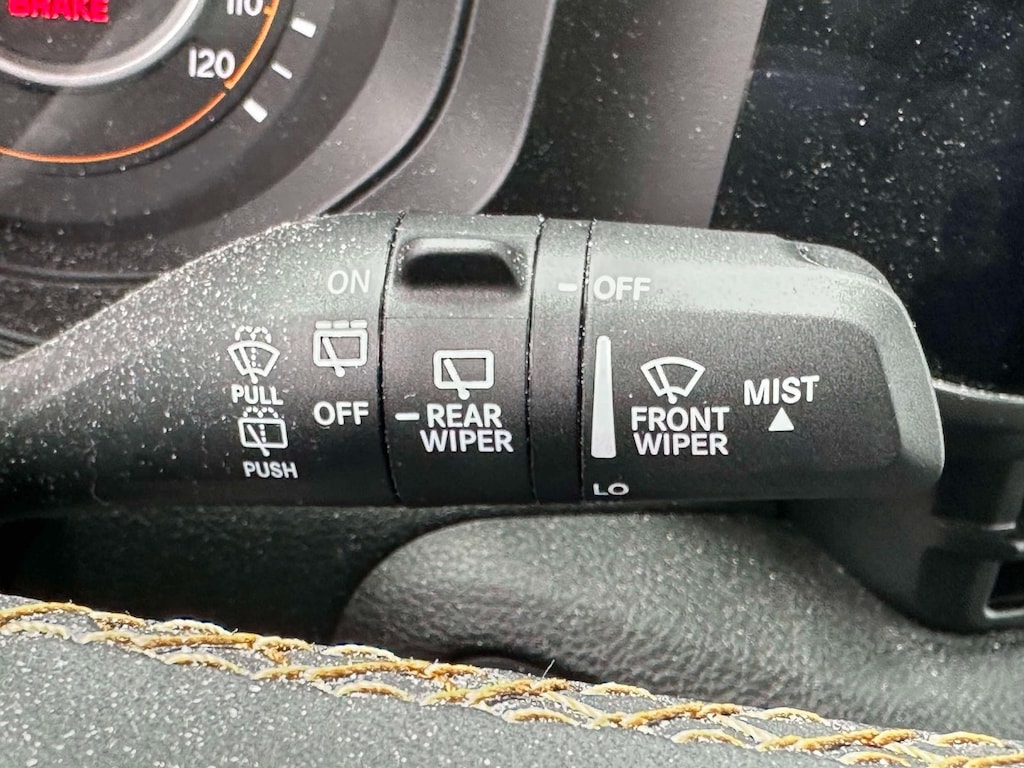 BRAKE
110
120
ON
OFF
PULL
PUSH
REAR
WIPER
OFF
FRONT
WIPER
LO
MIST